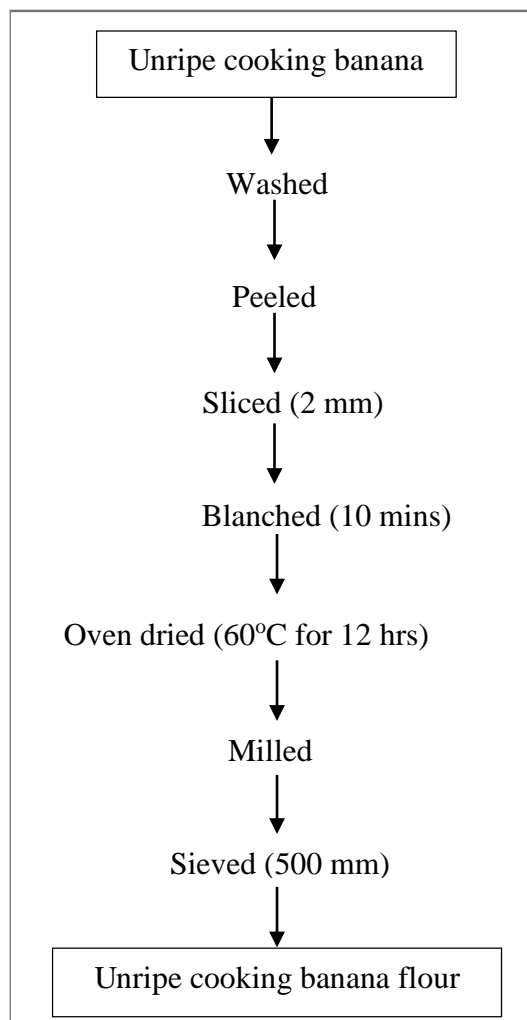 Unripe cooking banana
Washed
Peeled
Sliced (2 mm)
Blanched (10 mins)
Oven dried (60°C for 12 hrs)
Milled
Sieved (500 mm)
Unripe cooking banana flour